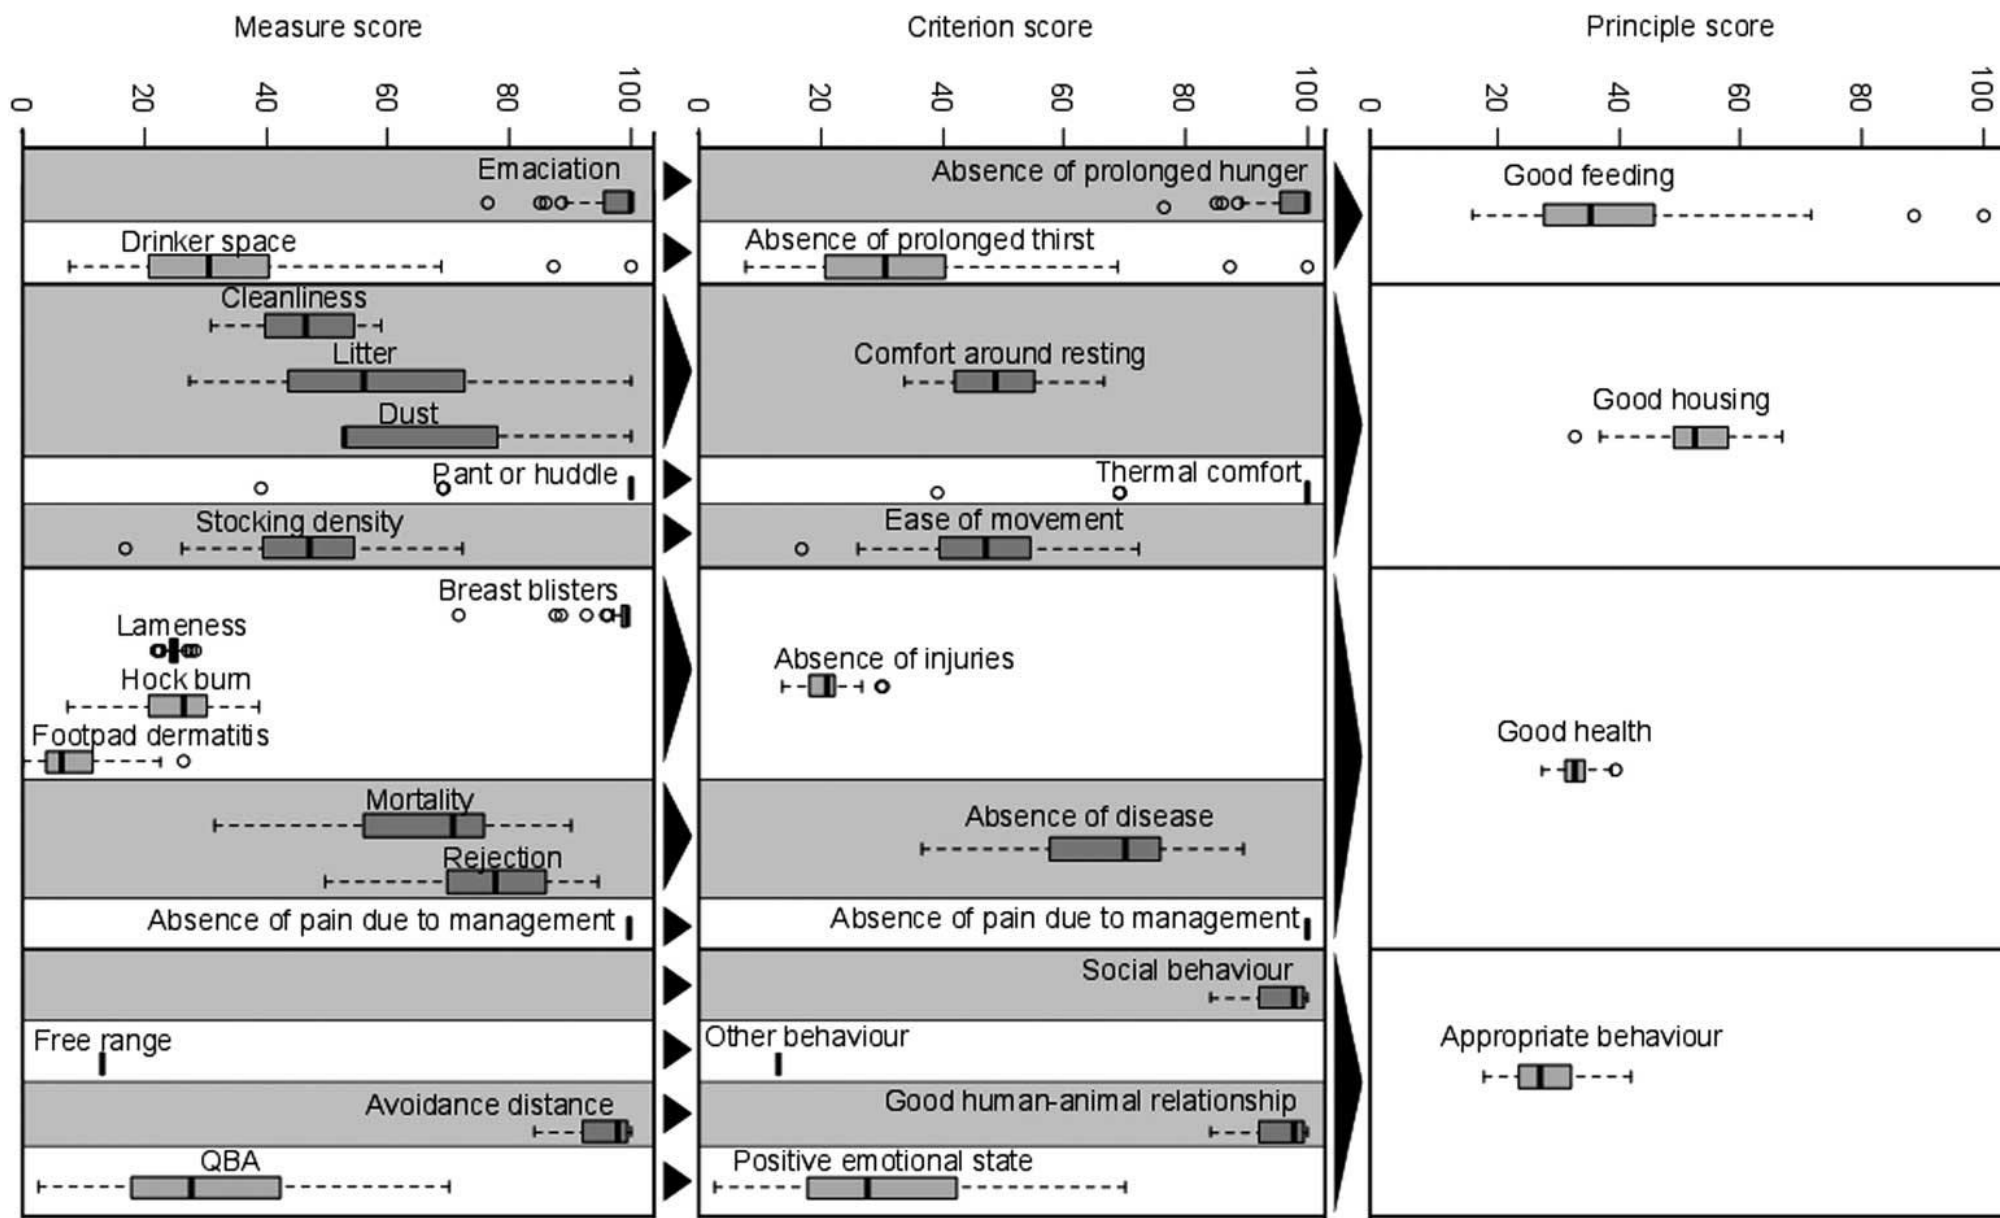 Measure score
Criterion score
Principle score
0 20 40 60 80 100
0 20 40 60 80 100
0 20 40 60 80 100
Emaciation
Absence of prolonged hunger
Good feeding
Drinker space
Absence of prolonged thirst
Cleanliness
Litter
Comfort around resting
Dust
Good housing
Pant or huddle
Thermal comfort
Stocking density
Ease of movement
Breast blisters
Lameness
Absence of injuries
Hock burn
Footpad dermatitis
Good health
Mortality
Absence of disease
Rejection
Absence of pain due to management
Absence of pain due to management
Social behaviour
Free range
Other behaviour
Appropriate behaviour
Avoidance distance
Good human-animal relationship
QBA
Positive emotional state